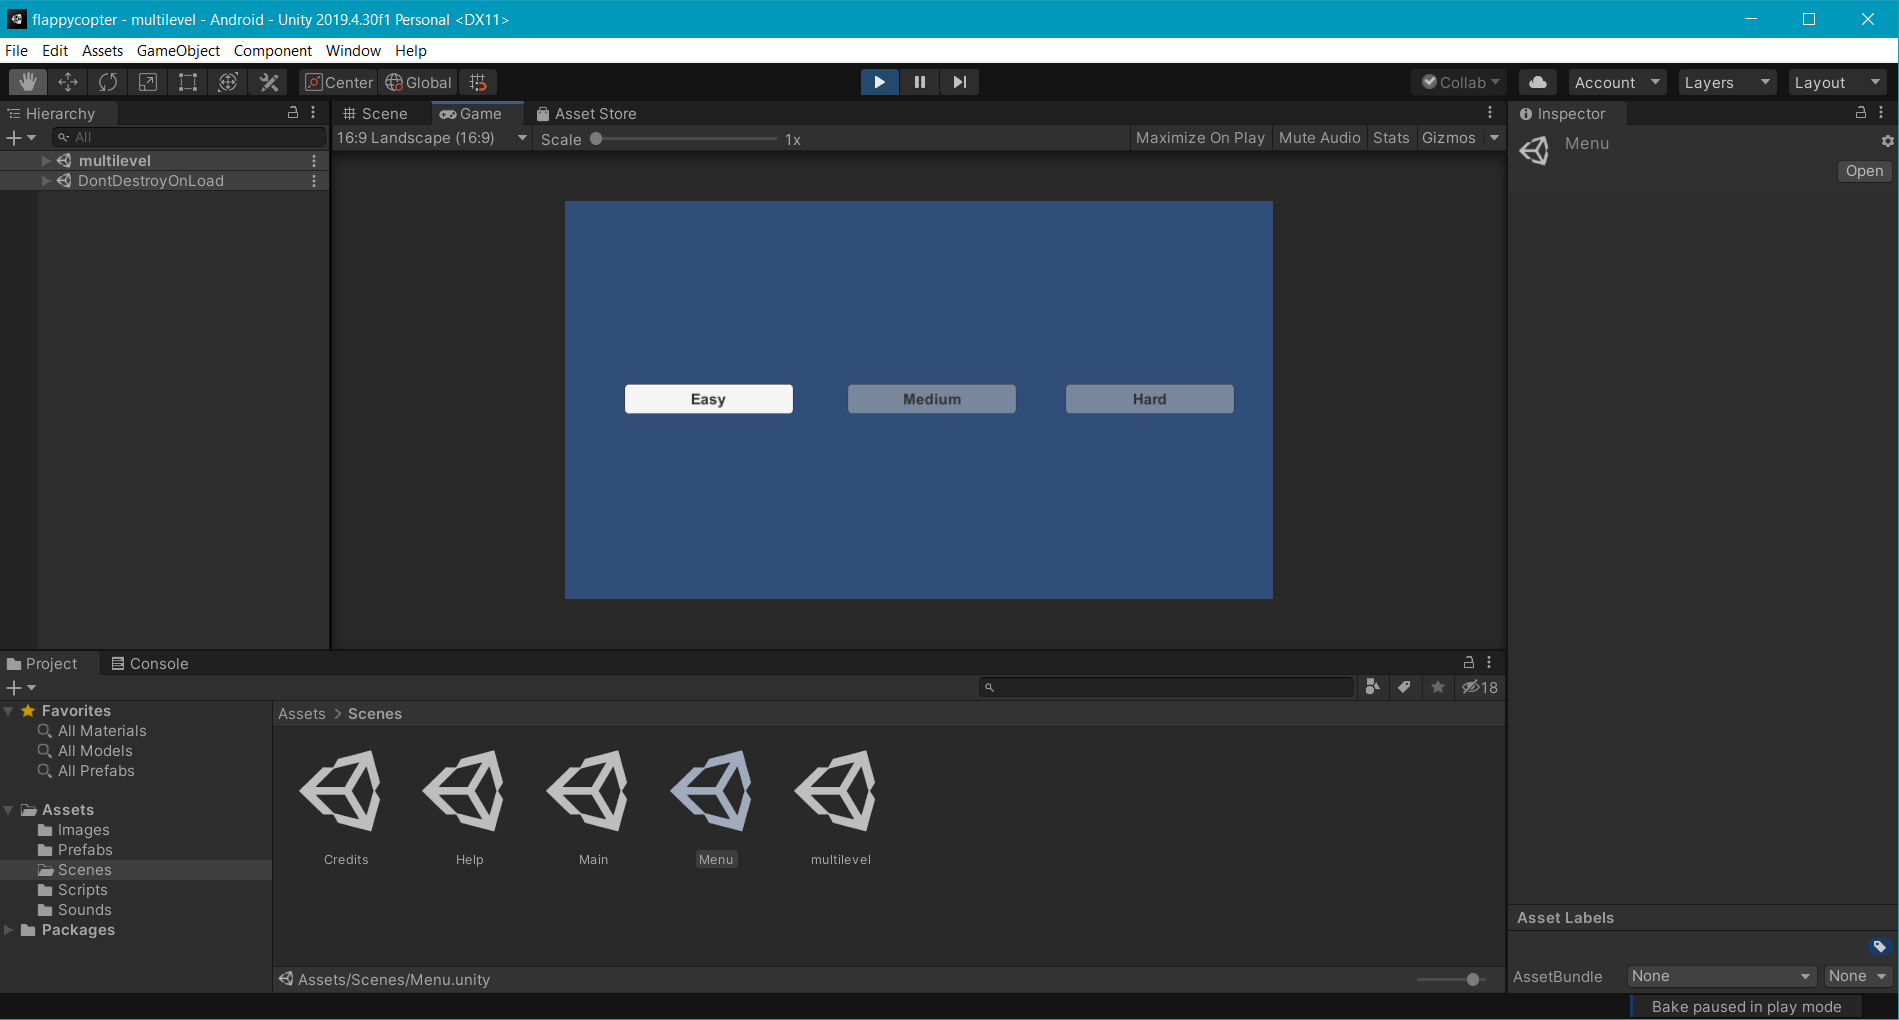 flappycopter - multilevel - Android - Unity 2019.4.30f1 Personal <DX11>
File Edit Assets GameObject Component Window Help
Center Global Collab Account Layers Layout
Hierarchy
All
multilevel
DontDestroyOnLoad
Scene Game Asset Store
16:9 Landscape (16:9) Scale 1x Maximize On Play Mute Audio Stats Gizmos
Easy Medium Hard
Inspector
Menu
Open
Project Console
18
Favorites
All Materials
All Models
All Prefabs
Assets
Images
Prefabs
Scenes
Scripts
Sounds
Packages
Assets > Scenes
Credits Help Main Menu multilevel
Assets/Scenes/Menu.unity
Asset Labels
AssetBundle None None
Bake paused in play mode